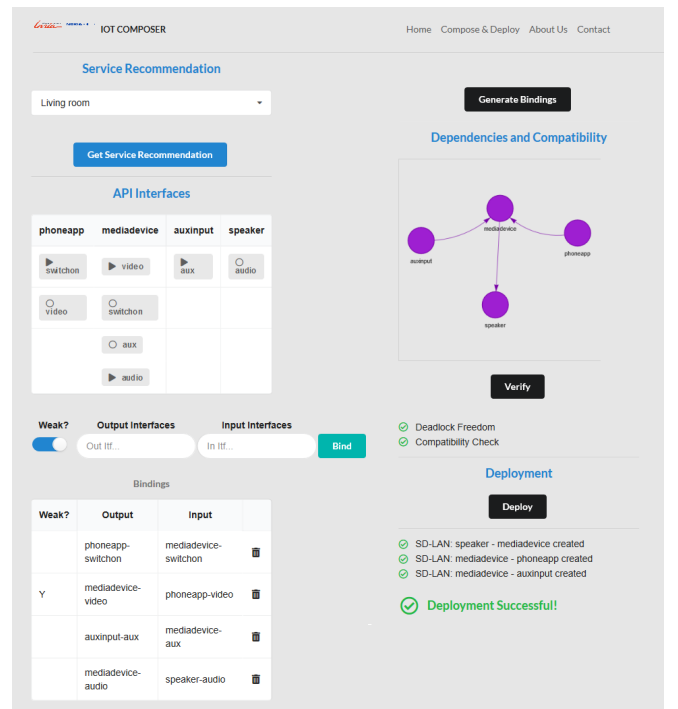 IOT COMPOSER
Home Compose & Deploy About Us Contact
Service Recommendation
Living room
Get Service Recommendation
API Interfaces
phoneapp mediadevice auxinput speaker
switchon video aux audio
video switchon
aux
audio
Weak? Output Interfaces Input Interfaces
Out Itf... In Itf... Bind
Bindings
Weak? Output Input
phoneapp- mediadevice-
switchon switchon
mediadevice-
Y phoneapp-video
video
auxinput-aux mediadevice-
aux
mediadevice- speaker-audio
audio
Generate Bindings
Dependencies and Compatibility
mediadevice
auxinput
phoneapp
speaker
Verify
Deadlock Freedom
Compatibility Check
Deployment
Deploy
SD-LAN: speaker - mediadevice created
SD-LAN: mediadevice - phoneapp created
SD-LAN: mediadevice - auxinput created
Deployment Successful!